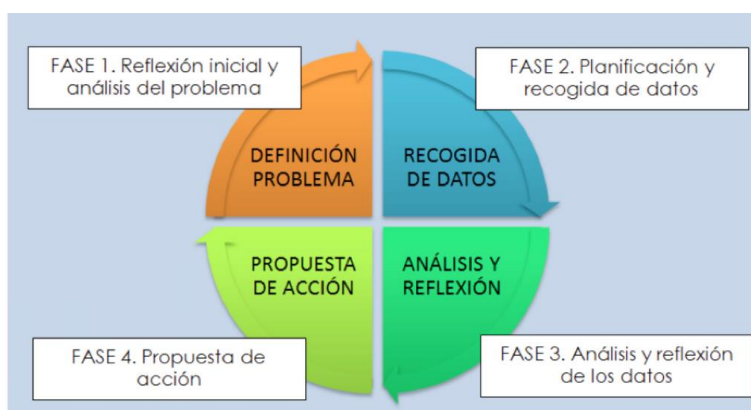 FASE 1. Reflexión inicial y
análisis del problema
FASE 2. Planificación y
recogida de datos
DEFINICIÓN
PROBLEMA
RECOGIDA
DE DATOS
PROPUESTA
DE ACCIÓN
ANÁLISIS Y
REFLEXIÓN
FASE 4. Propuesta de
acción
FASE 3. Análisis y reflexión
de los datos